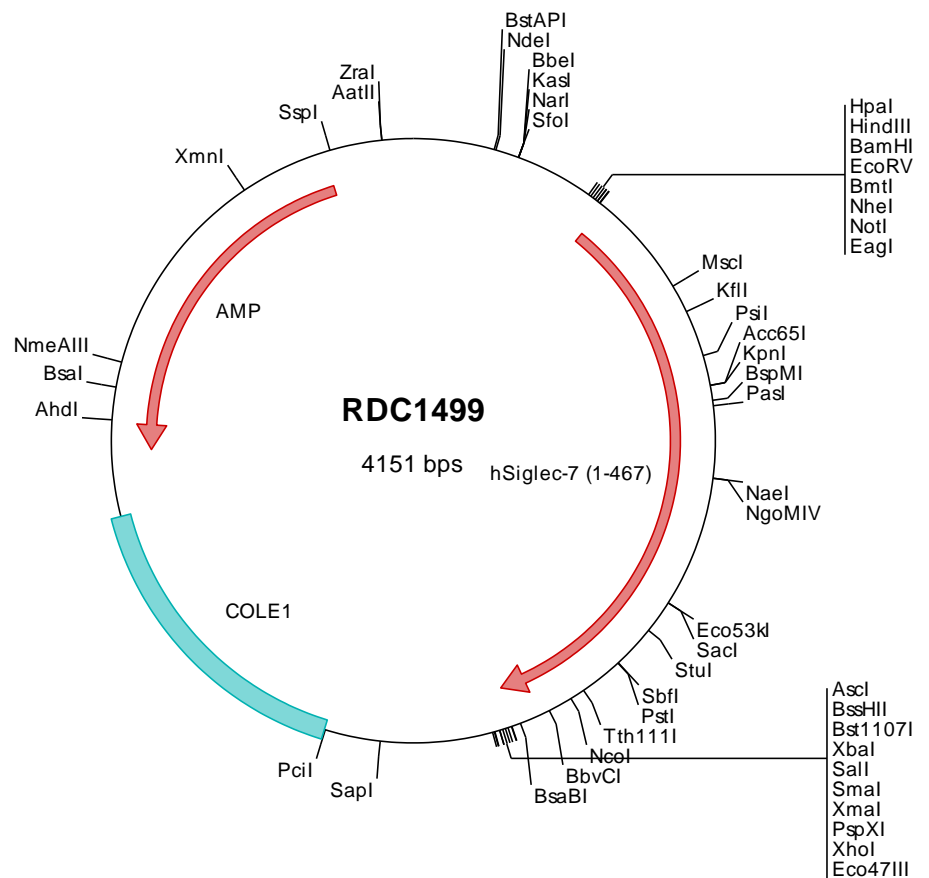 BstAPI
NdeI
BbeI
KasI
NarI
SfoI
ZraI
AatII
SspI
XmnI
HpaI
HindIII
BamHI
EcoRV
BmtI
NheI
NotI
EagI
MscI
KflI
PsiI
Acc65I
KpnI
BspMI
PasI
AMP
NmeAIII
BsaI
AhdI
RDC1499
4151 bps
hSiglec-7 (1-467)
NaeI
NgoMIV
COLE1
Eco53kI
SacI
StuI
SbfI
PstI
Tth111I
NcoI
BbvCI
BsaBI
PciI
SapI
AscI
BssHII
Bst1107I
XbaI
SalI
SmaI
XmaI
PspXI
XhoI
Eco47III